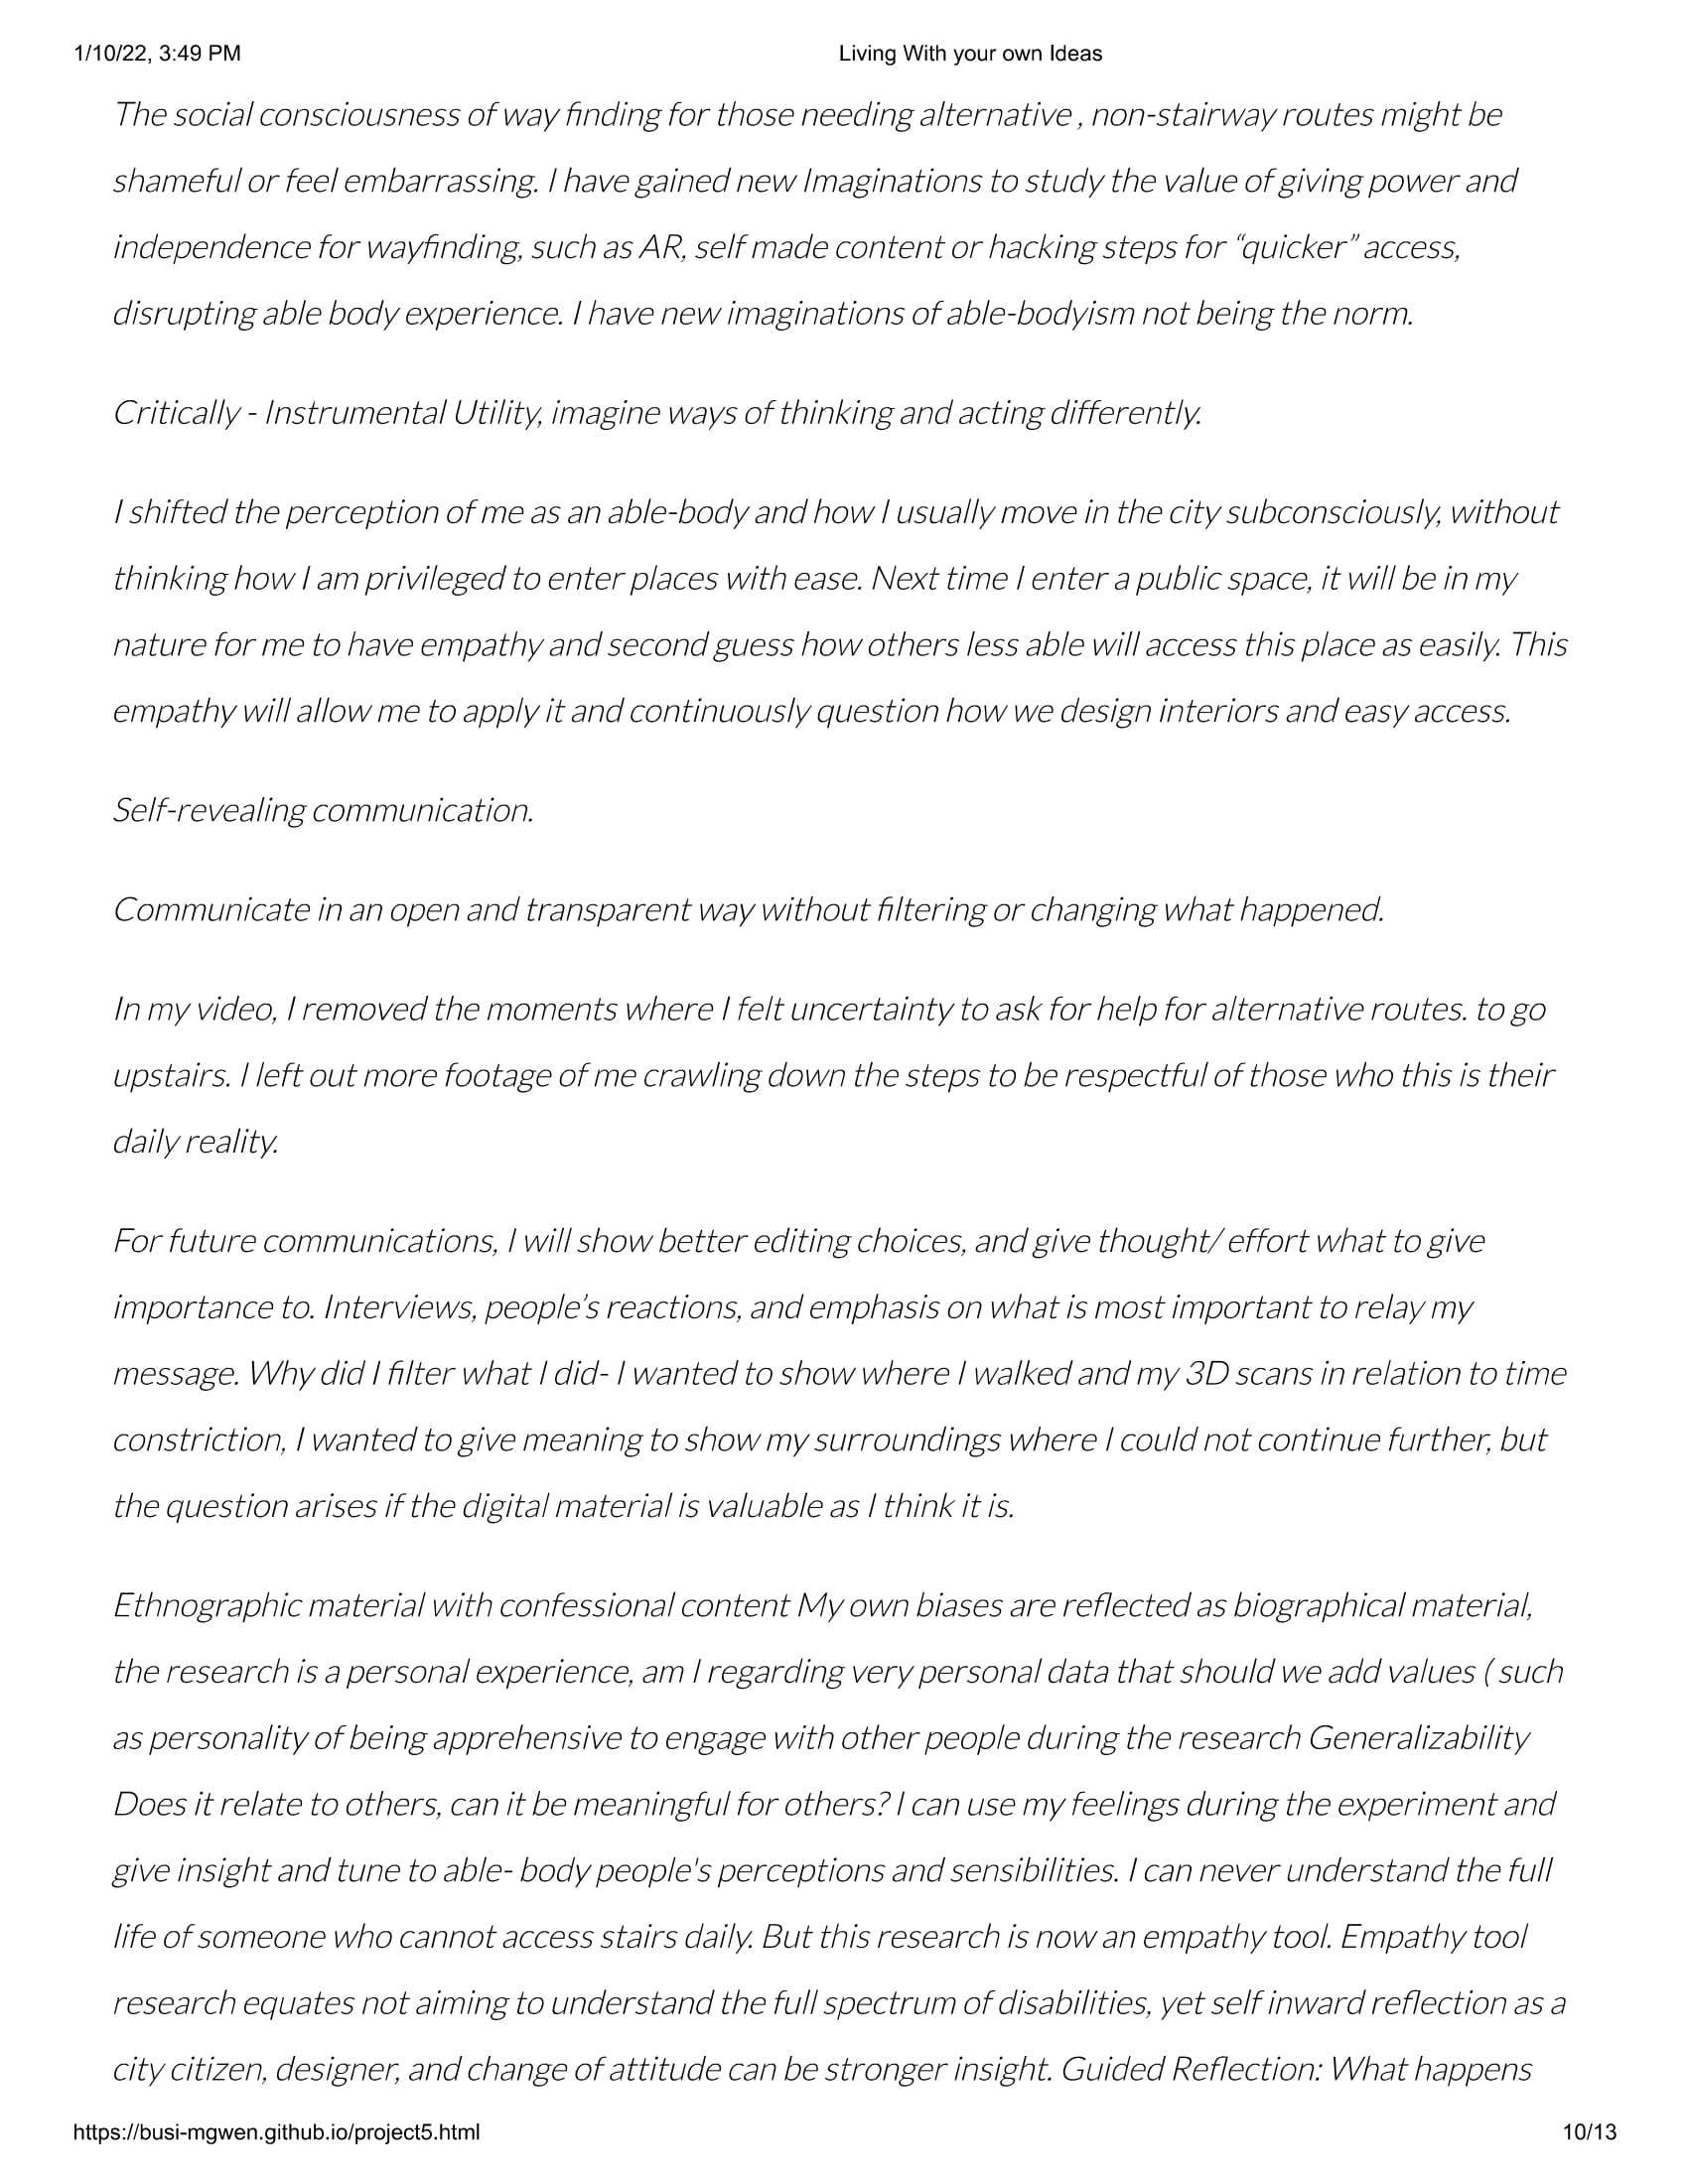 1/10/22, 3:49 PM
Living With your own Ideas
The social consciousness of way finding for those needing alternative , non-stairway routes might be
shameful or feel embarrassing. I have gained new Imaginations to study the value of giving power and
independence for wayfinding, such as AR, self made content or hacking steps for “quicker” access,
disrupting able body experience. I have new imaginations of able-bodyism not being the norm.
Critically - Instrumental Utility, imagine ways of thinking and acting differently.
I shifted the perception of me as an able-body and how I usually move in the city subconsciously, without
thinking how I am privileged to enter places with ease. Next time I enter a public space, it will be in my
nature for me to have empathy and second guess how others less able will access this place as easily. This
empathy will allow me to apply it and continuously question how we design interiors and easy access.
Self-revealing communication.
Communicate in an open and transparent way without filtering or changing what happened.
In my video, I removed the moments where I felt uncertainty to ask for help for alternative routes. to go
upstairs. I left out more footage of me crawling down the steps to be respectful of those who this is their
daily reality.
For future communications, I will show better editing choices, and give thought/ effort what to give
importance to. Interviews, people’s reactions, and emphasis on what is most important to relay my
message. Why did I filter what I did- I wanted to show where I walked and my 3D scans in relation to time
constriction, I wanted to give meaning to show my surroundings where I could not continue further, but
the question arises if the digital material is valuable as I think it is.
Ethnographic material with confessional content My own biases are reflected as biographical material,
the research is a personal experience, am I regarding very personal data that should we add values ( such
as personality of being apprehensive to engage with other people during the research Generalizability
Does it relate to others, can it be meaningful for others? I can use my feelings during the experiment and
give insight and tune to able- body people's perceptions and sensibilities. I can never understand the full
life of someone who cannot access stairs daily. But this research is now an empathy tool. Empathy tool
research equates not aiming to understand the full spectrum of disabilities, yet self inward reflection as a
city citizen, designer, and change of attitude can be stronger insight. Guided Reflection: What happens
https://busi-mgwen.github.io/project5.html
10/13